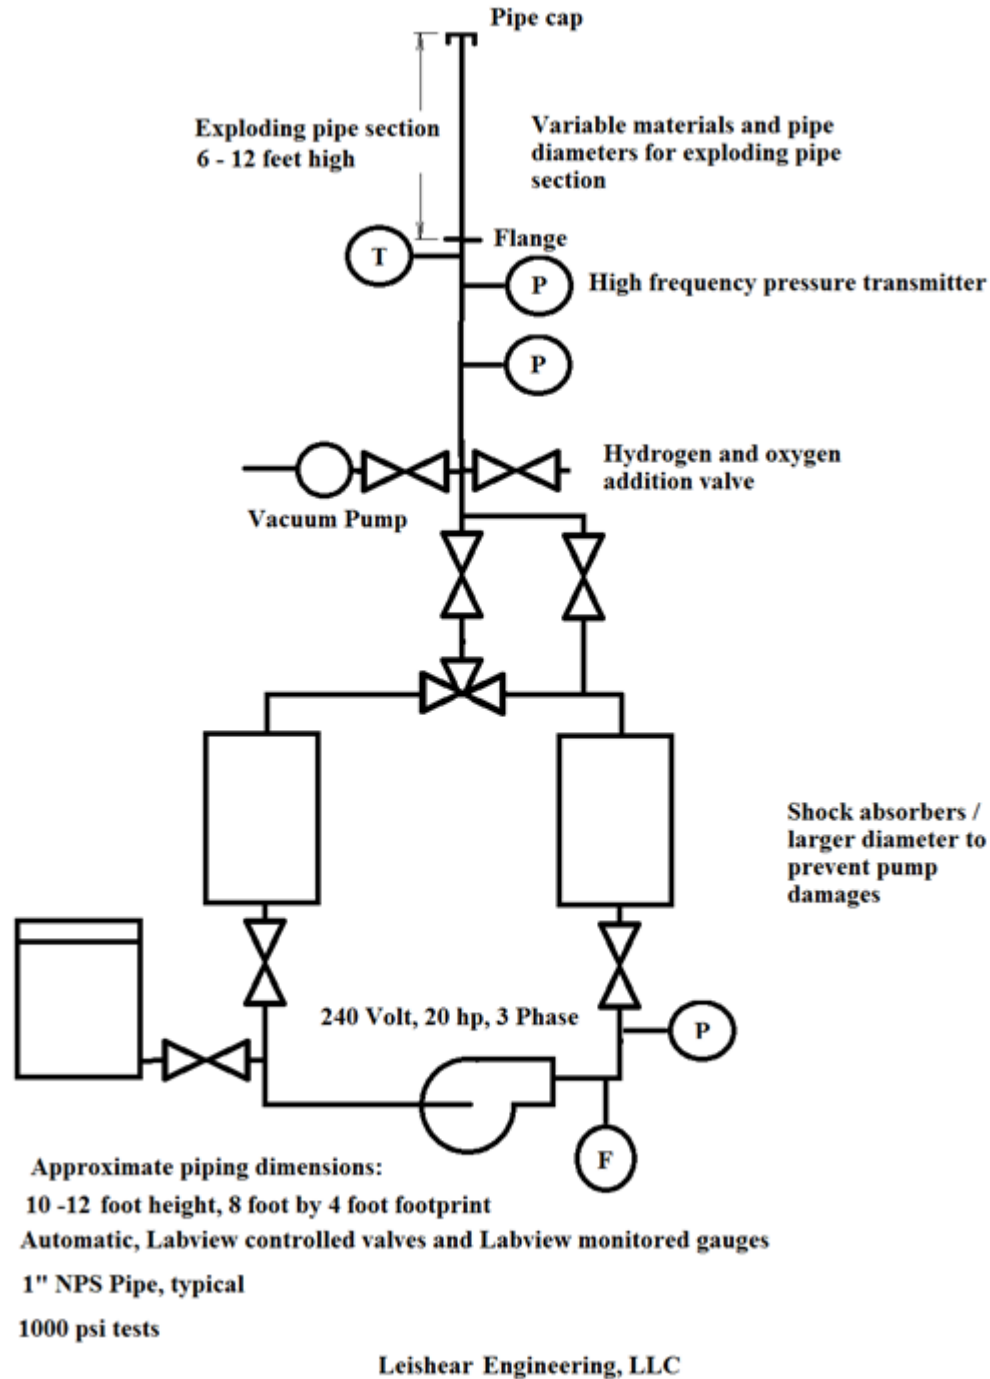 Pipe cap
Exploding pipe section
6 - 12 feet high
Variable materials and pipe
diameters for exploding pipe
section
Flange
T
P
High frequency pressure transmitter
P
Hydrogen and oxygen
addition valve
Vacuum Pump
Shock absorbers /
larger diameter to
prevent pump
damages
240 Volt, 20 hp, 3 Phase
P
F
Approximate piping dimensions:
10 -12 foot height, 8 foot by 4 foot footprint
Automatic, Labview controlled valves and Labview monitored gauges
1" NPS Pipe, typical
1000 psi tests
Leishear Engineering, LLC